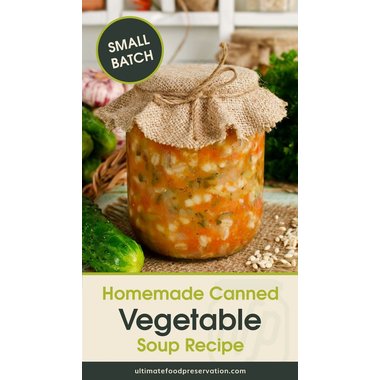 SMALL
BATCH
Homemade Canned
Vegetable
Soup Recipe
ultimatefoodpreservation.com